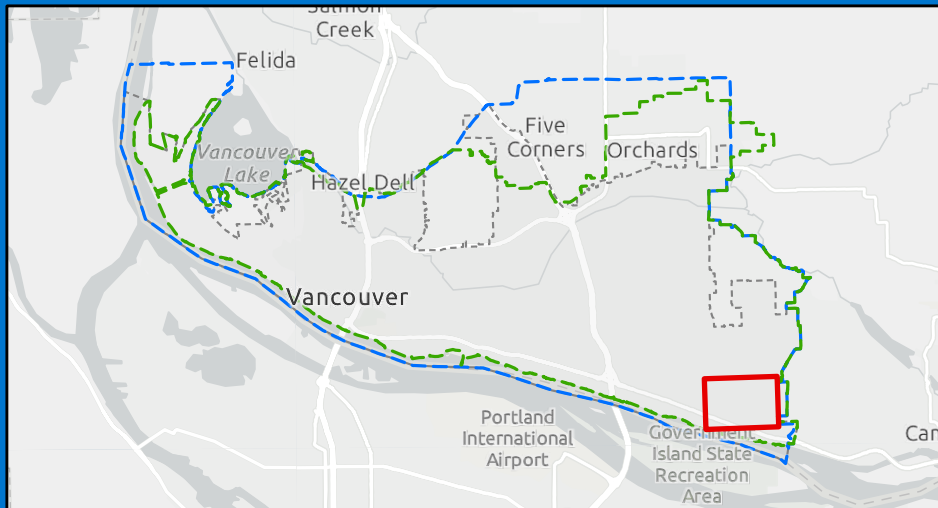 Salmon
Creek
Felida
Five
Corners
Orchards
Vancouver
Lake
Hazel Dell
Vancouver
Portland
International
Airport
Government
Island State
Recreation
Area